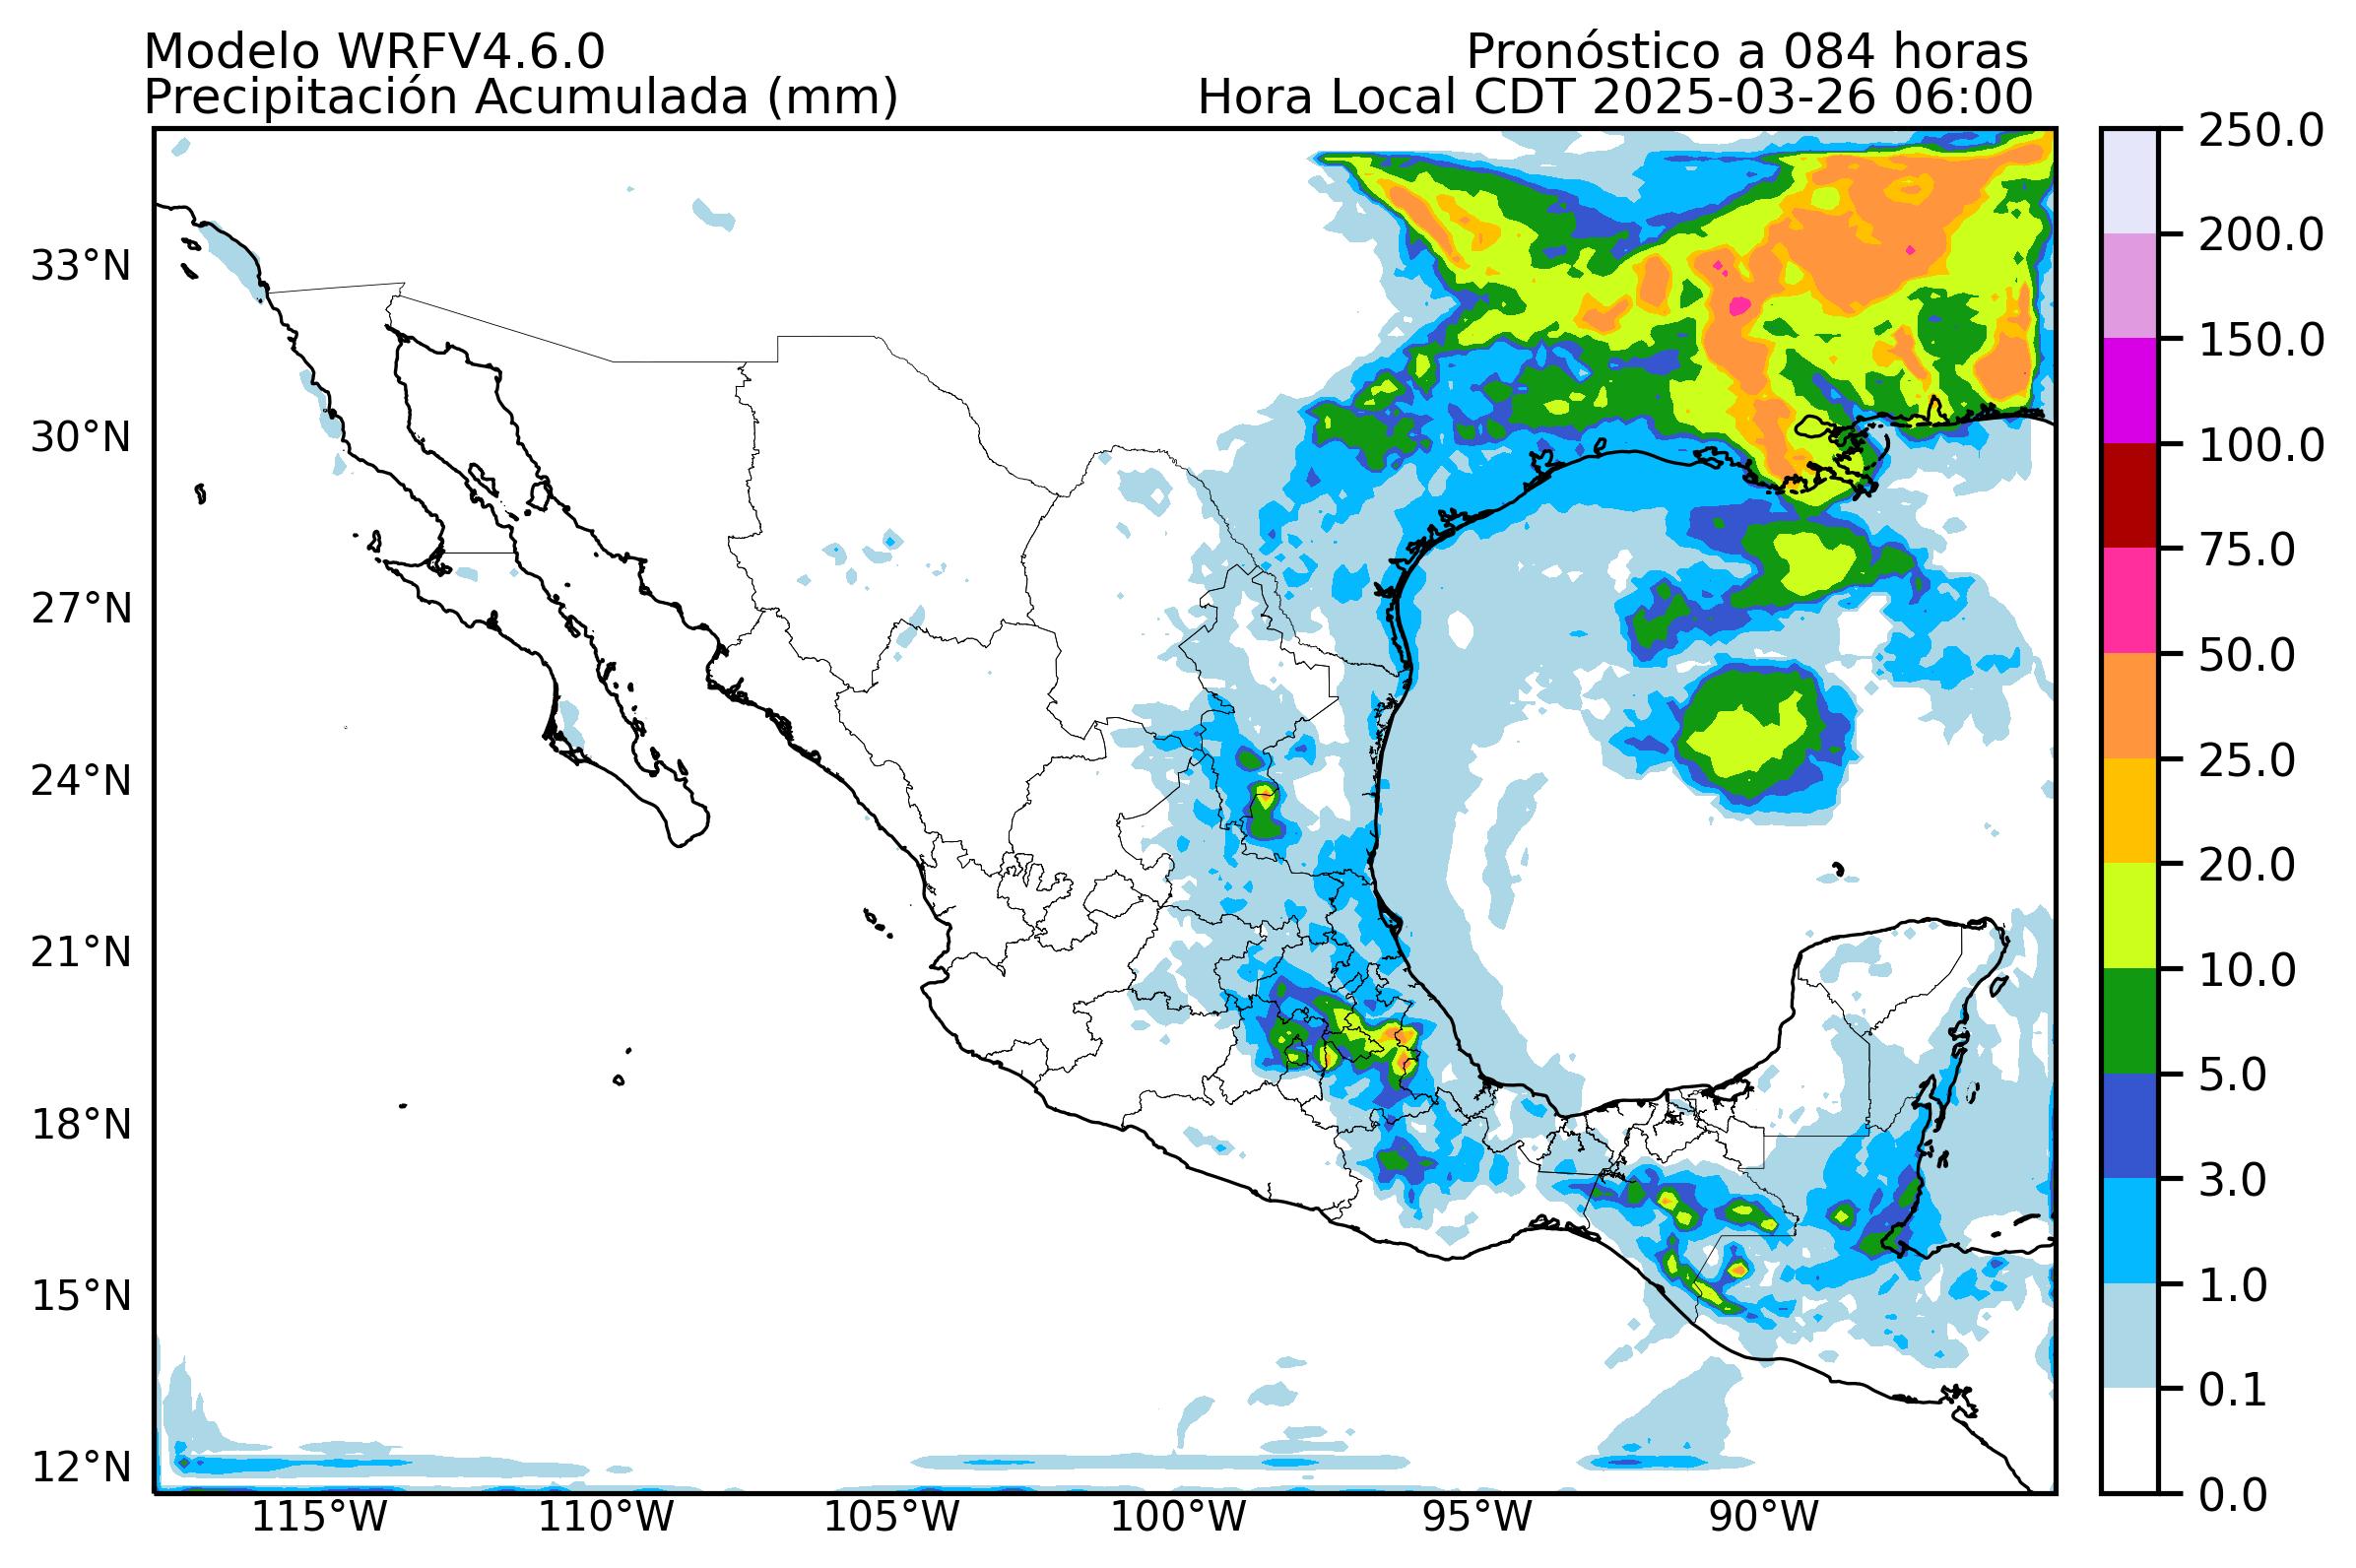 Modelo WRFV4.6.0
Pronóstico a 084 horas
Precipitación Acumulada (mm)
Hora Local CDT 2025-03-26 06:00
33°N
30°N
27°N
24°N
21°N
18°N
15°N
12°N
115°W
110°W
105°W
100°W
95°W
90°W
250.0
200.0
150.0
100.0
75.0
50.0
25.0
20.0
10.0
5.0
3.0
1.0
0.1
0.0